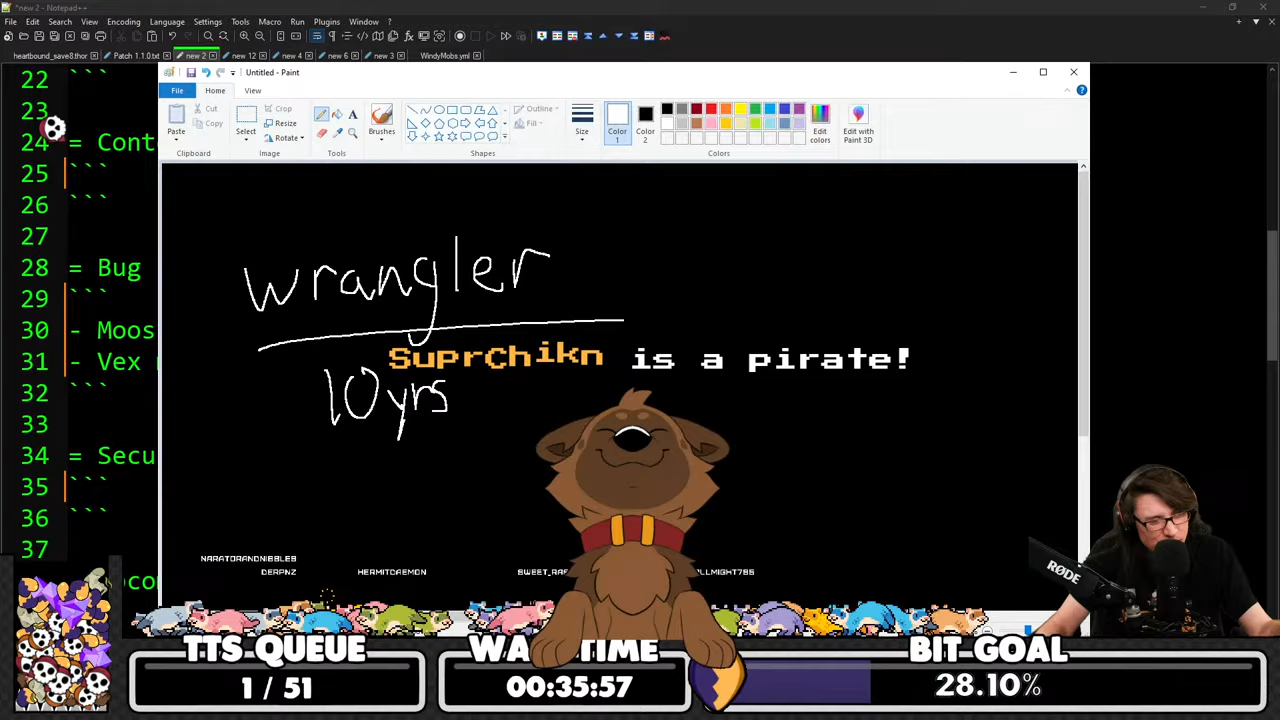 *new 2 - Notepad++
File Edit Search View Encoding Language Settings Tools Macro Run Plugins Window ?
heartbound_save8.thor Patch 1.1.0.txt new 2 new 12 new 4 new 6 new 3 WindyMobs.yml
Untitled - Paint
File Home View
Paste Cut Copy Select Crop Resize Rotate Brushes Outline Fill Size Color 1 Color 2 Edit colors Edit with Paint 3D
Clipboard Image Tools Shapes Colors
22 ```
23
24 = Cont
25 ```
26 ```
27
28 = Bug
29 ```
30 - Moos
31 - Vex
32 ```
33
34 = Secu
35 ```
36 ```
37
wrangler
SuprChikn is a pirate!
10yrs
NARATORANDNIBBLES
DERPNZ HERMITDAEMON
RØDE
TTS QUEUE
1 / 51
00:35:57
BIT GOAL
28.10%